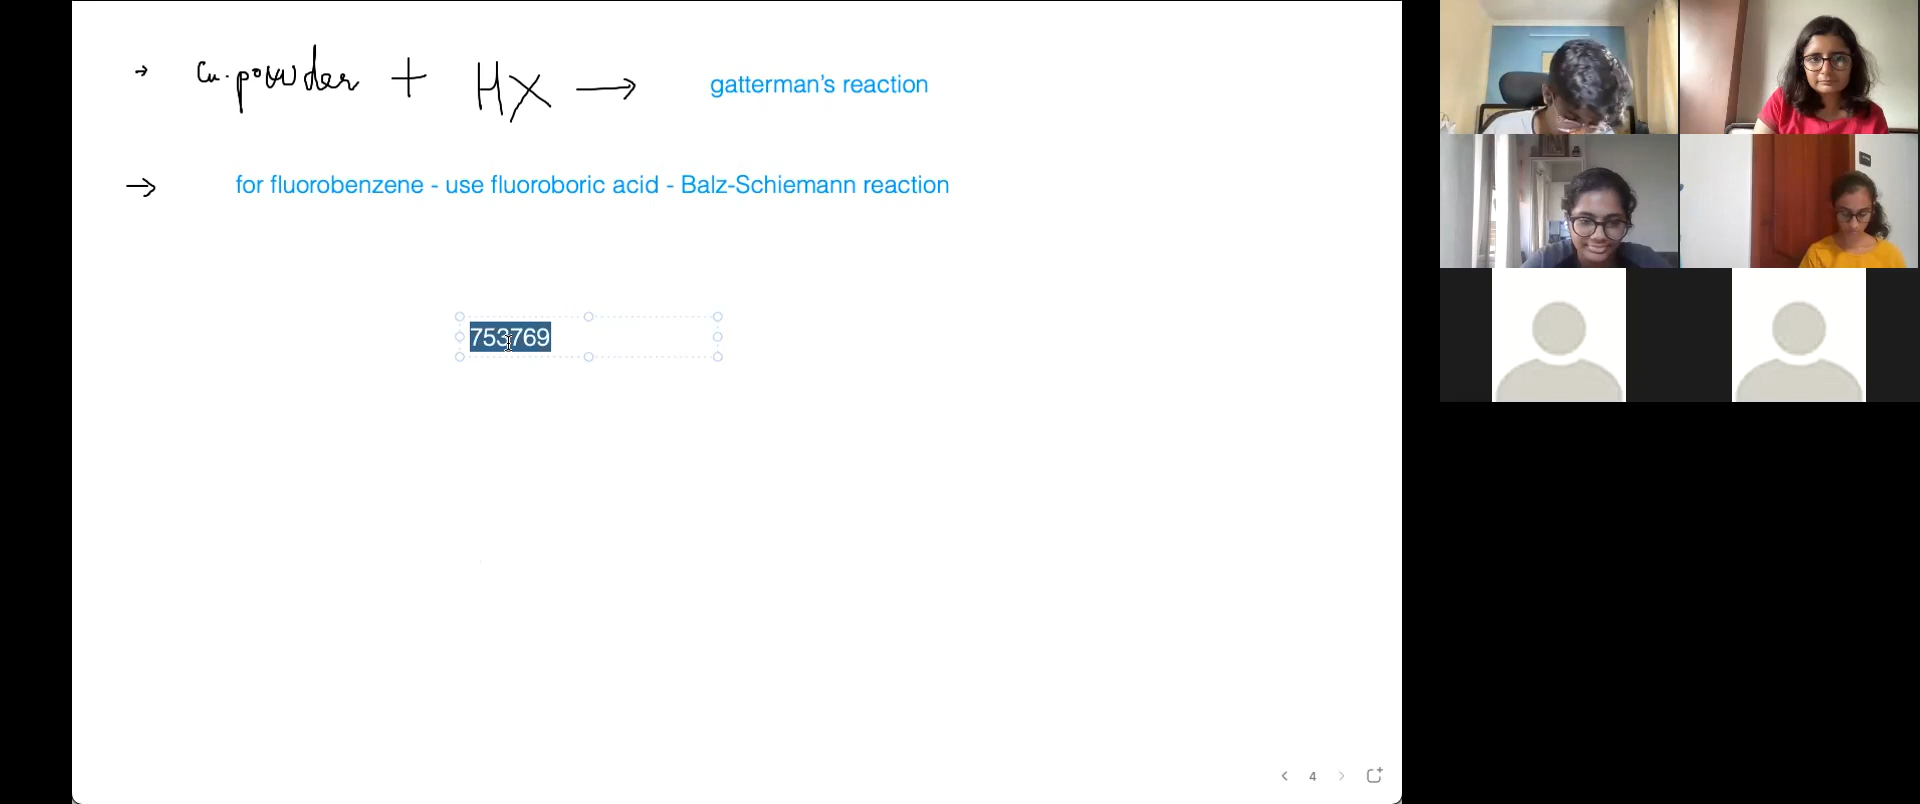 → Cu.powder + HX → gatterman's reaction
→ for fluorobenzene - use fluoroboric acid - Balz-Schiemann reaction
753769
< 4 >